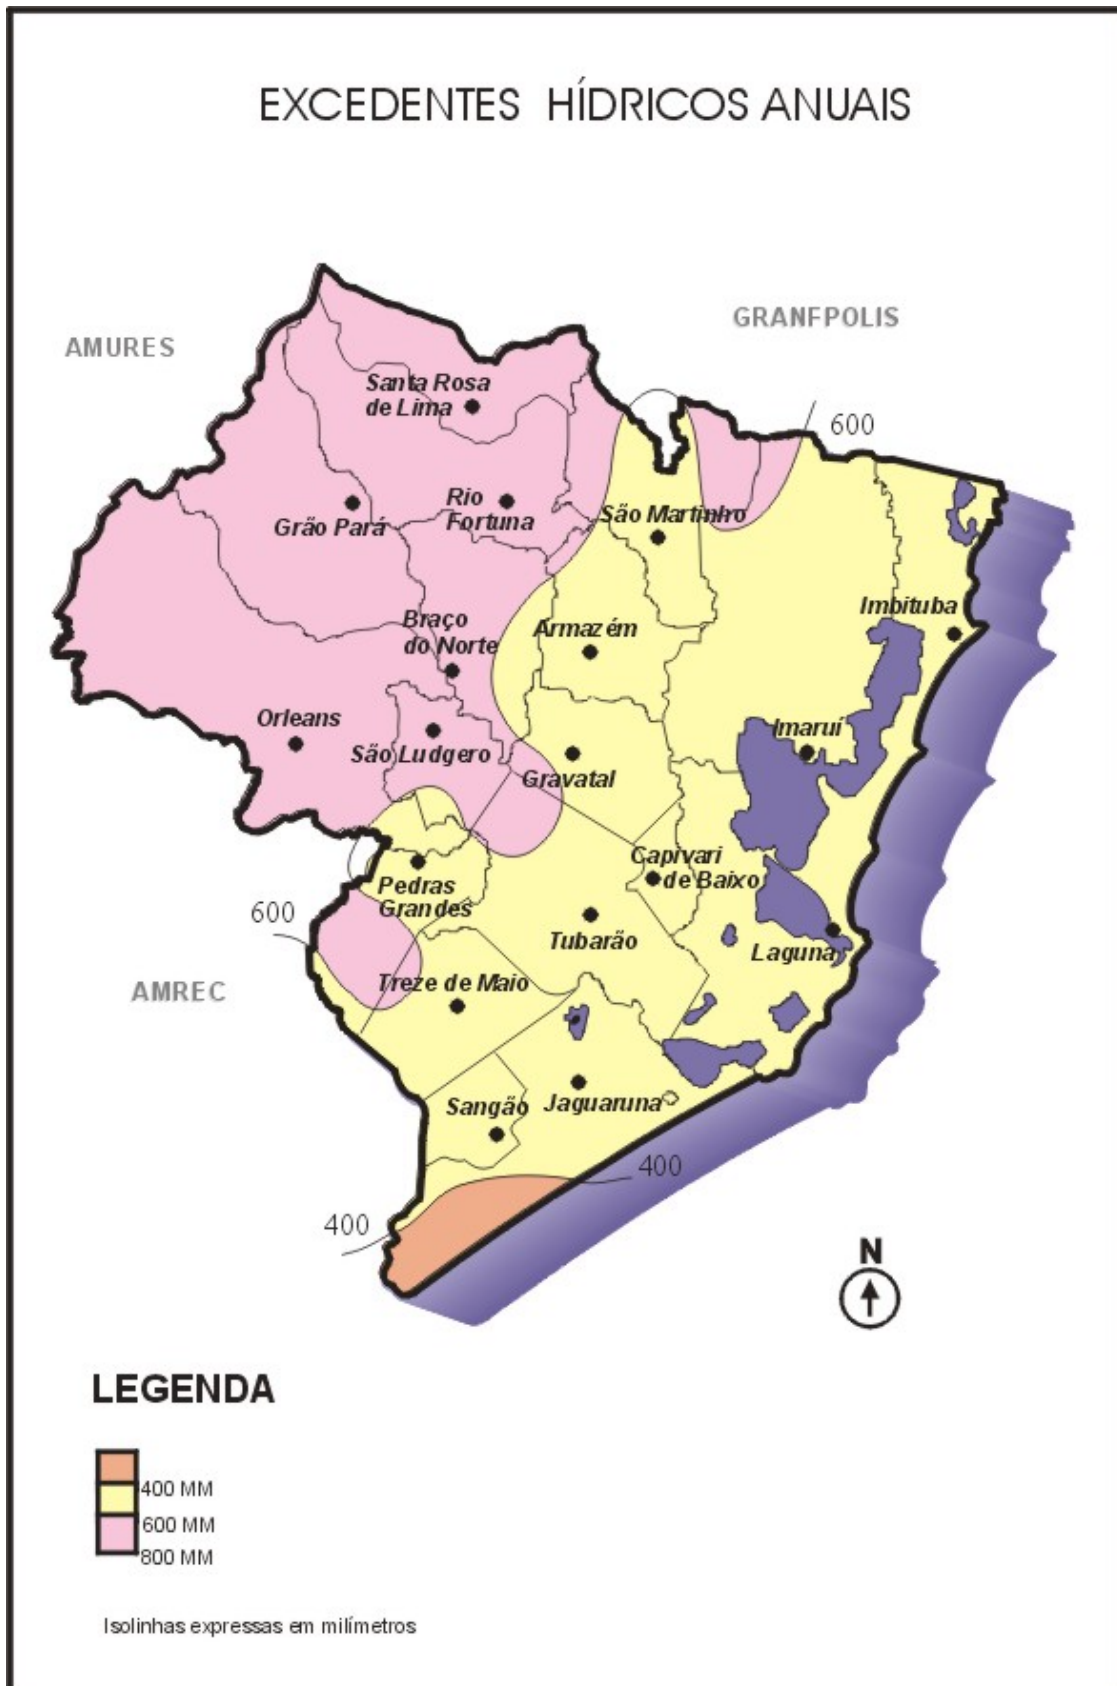 EXCEDENTES HÍDRICOS ANUAIS
GRANFPOLIS
AMURES
Santa Rosa
de Lima
600
Rio
Fortuna
Grão Pará
São Martinho
Imbituba
Braço
do Norte
Armazém
Orleans
São Ludgero
Imaruí
Gravatal
Capivari
de Baixo
Pedras
Grandes
600
Tubarão
Laguna
AMREC
Treze de Maio
Sangão
Jaguaruna
400
400
N
LEGENDA
400 MM
600 MM
800 MM
Isolinhas expressas em milímetros